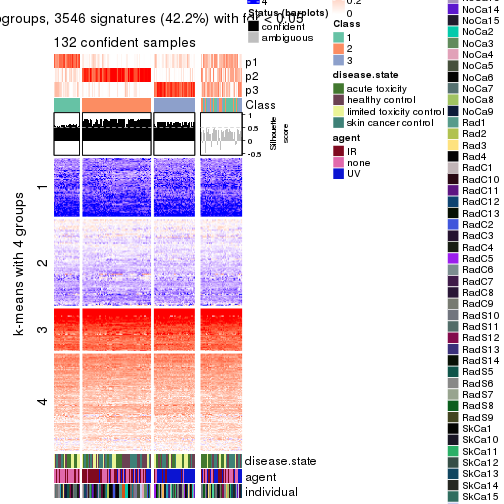 groups, 3546 signatures (42.2%) with fdr < 0.05
132 confident samples
p1
p2
p3
Class
1
0.5
0
-0.5
Silhouette
score
k-means with 4 groups
1
2
3
4
disease.state
agent
individual
4
Status (barplots)
confident
ambiguous
0.2
0
Class
1
2
3
disease.state
acute toxicity
healthy control
limited toxicity control
skin cancer control
agent
IR
none
UV
NoCa14
NoCa15
NoCa2
NoCa3
NoCa4
NoCa5
NoCa6
NoCa7
NoCa8
NoCa9
Rad1
Rad2
Rad3
Rad4
RadC1
RadC10
RadC11
RadC12
RadC13
RadC2
RadC3
RadC4
RadC5
RadC6
RadC7
RadC8
RadC9
RadS10
RadS11
RadS12
RadS13
RadS14
RadS5
RadS6
RadS7
RadS8
RadS9
SkCa1
SkCa10
SkCa11
SkCa12
SkCa13
SkCa14
SkCa15